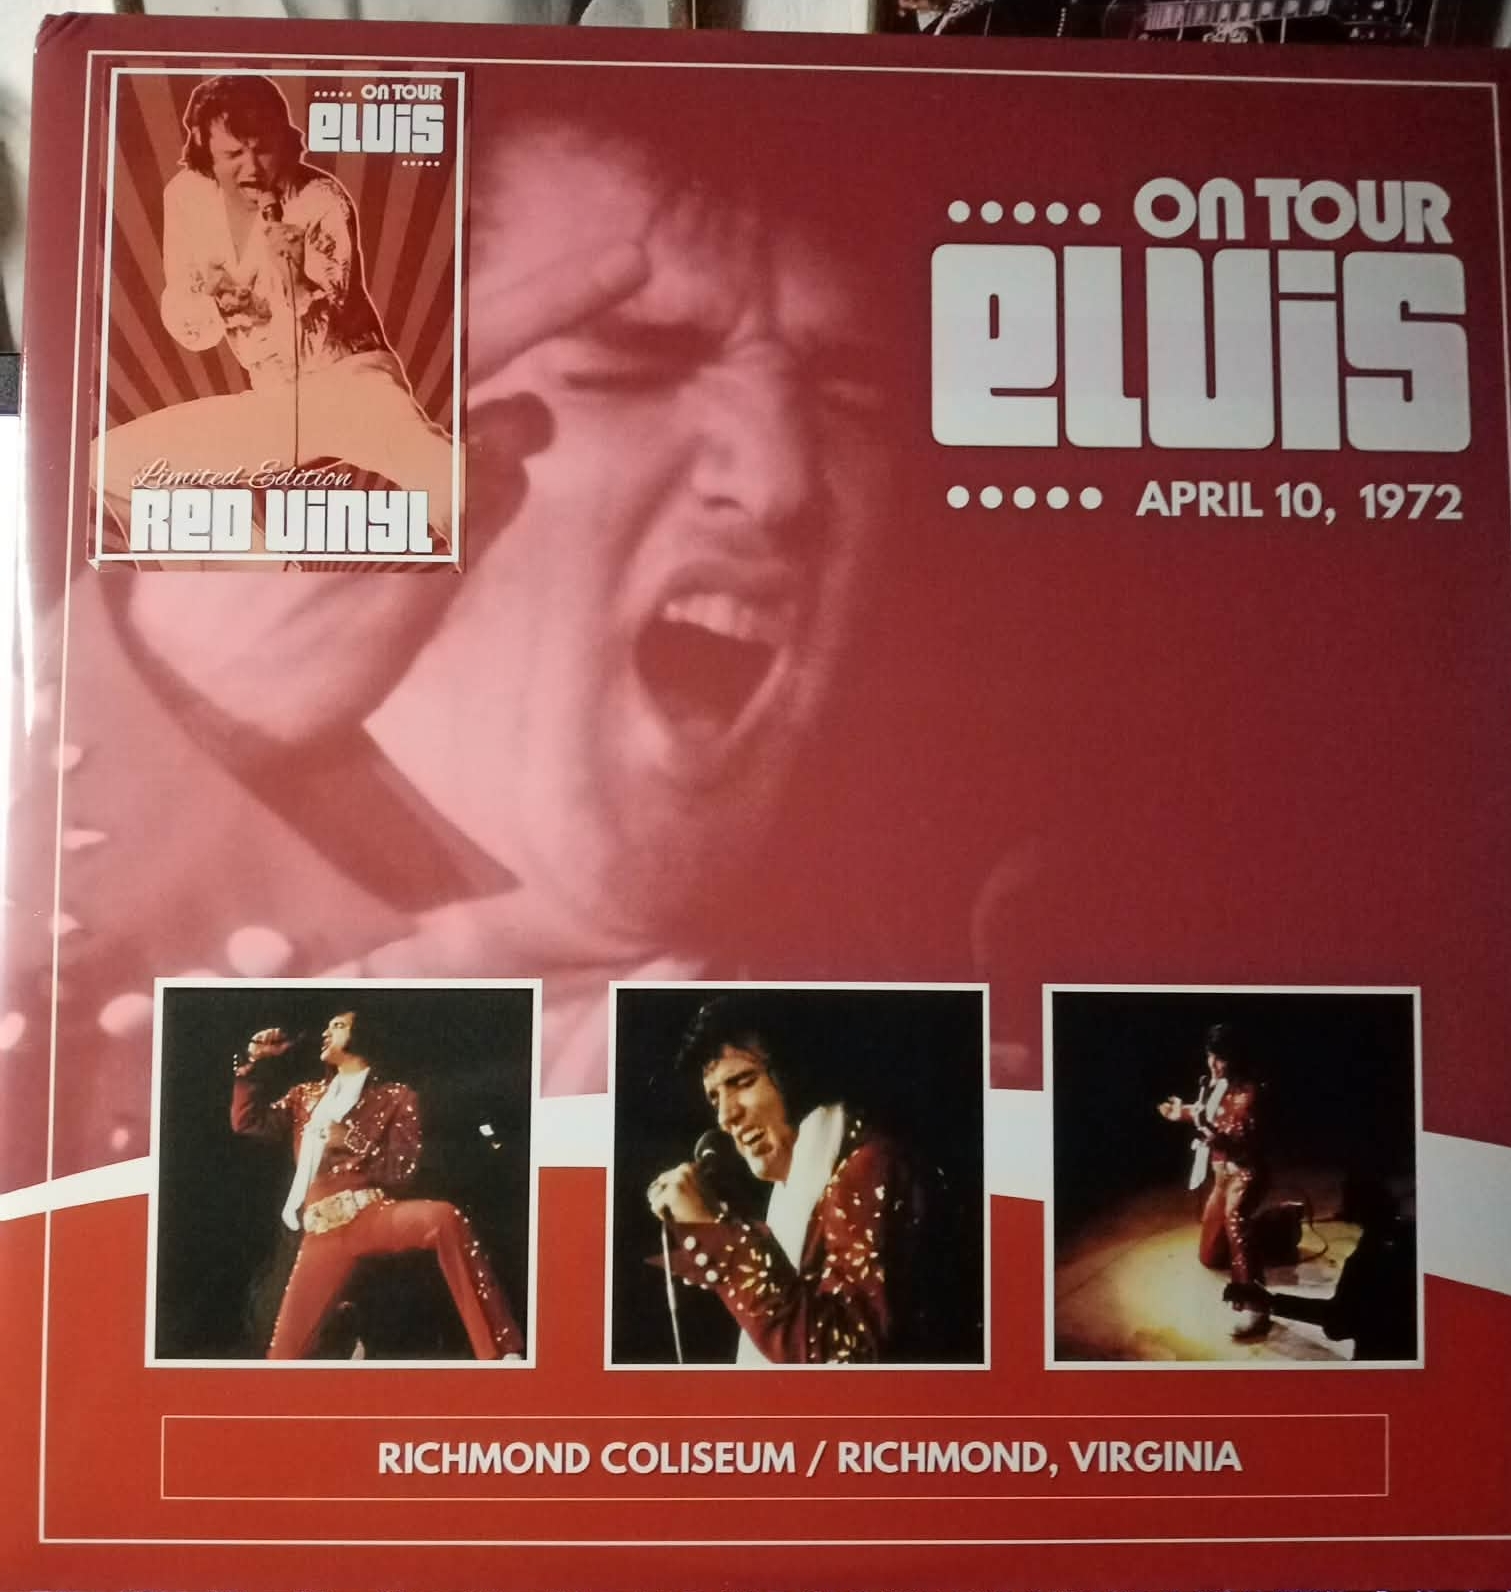 ON TOUR
ELVIS
Limited Edition
RED VINYL
ON TOUR
ELVIS
APRIL 10, 1972
RICHMOND COLISEUM / RICHMOND, VIRGINIA